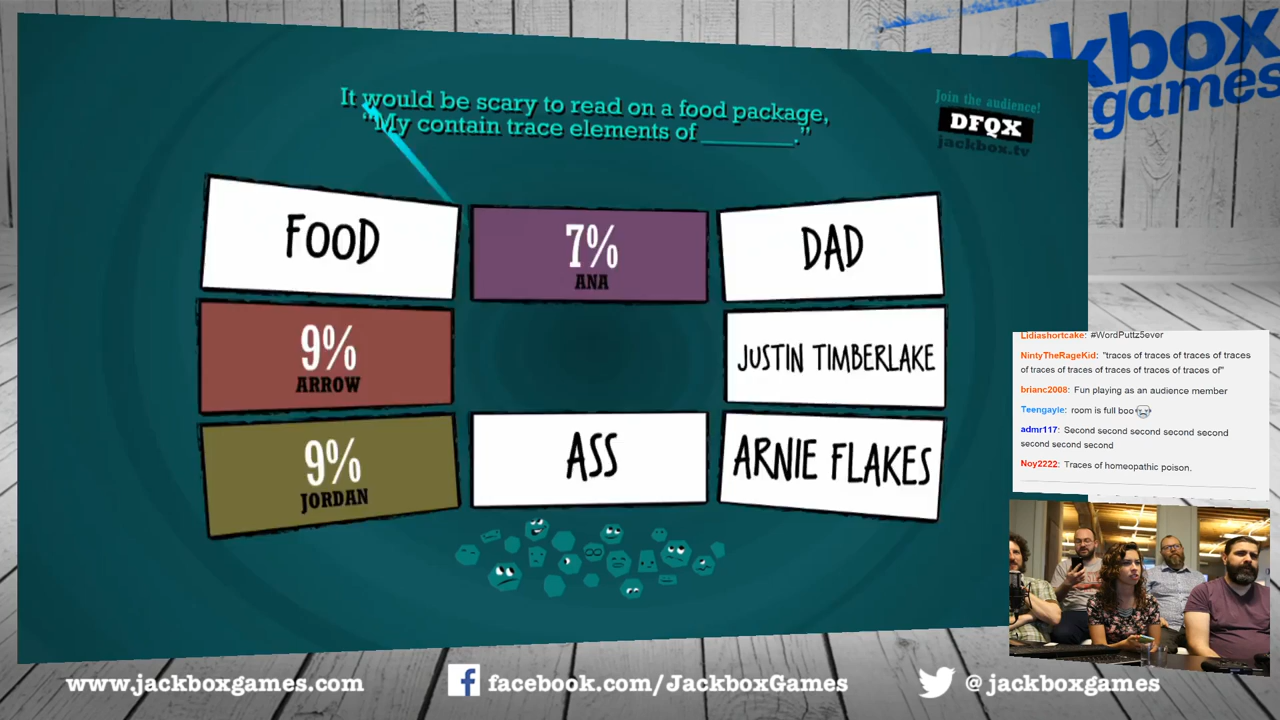 Jackbox
games
It would be scary to read on a food package,
"My contain trace elements of ________."
Join the audience!
DFQX
jackbox.tv
FOOD
7%
ANA
DAD
9%
ARROW
JUSTIN TIMBERLAKE
9%
JORDAN
ASS
ARNIE FLAKES
Lidiashortcake: #WordPuttz5ever
NintyTheRageKid: "traces of traces of traces of traces
of traces of traces of traces of traces of traces of"
brianc2008: Fun playing as an audience member
Teengayle: room is full boo
admr117: Second second second second second
second second second
Noy2222: Traces of homeopathic poison.
www.jackboxgames.com
facebook.com/JackboxGames
@jackboxgames